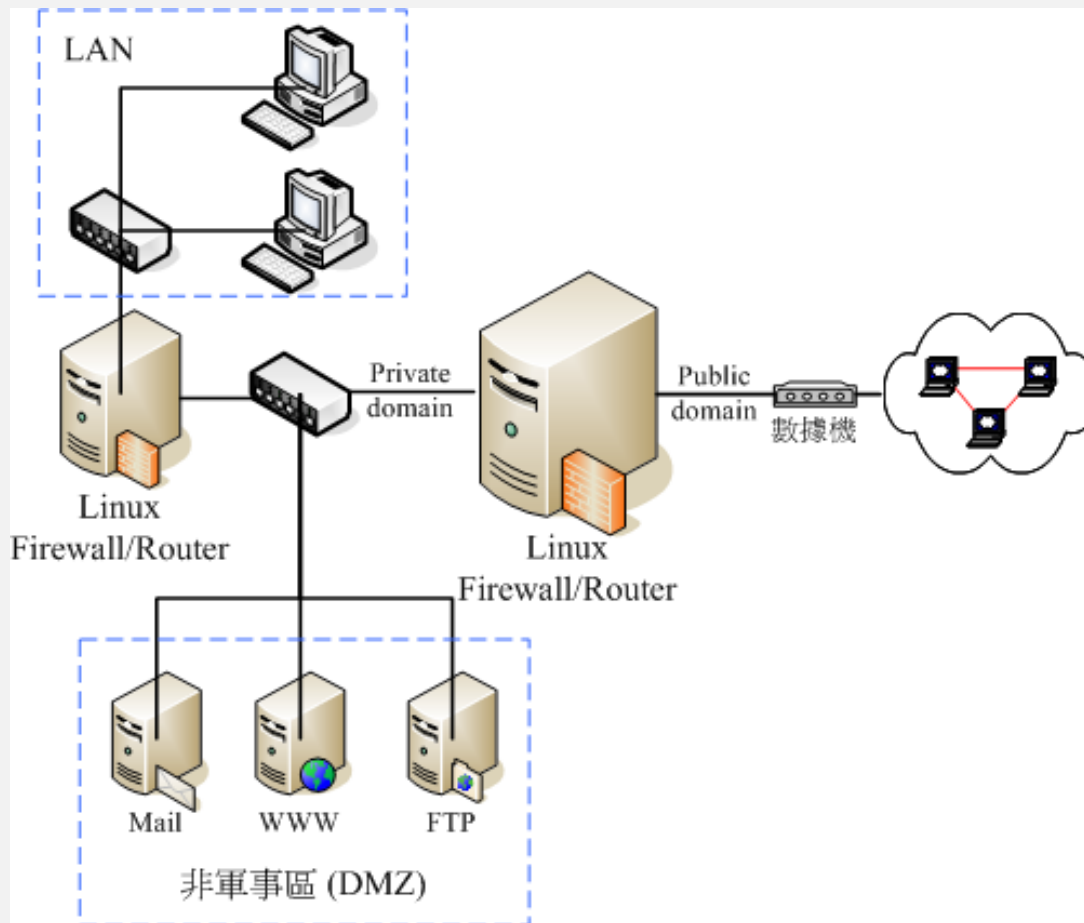 LAN
Private
domain
Public
domain
數據機
Linux
Firewall/Router
Linux
Firewall/Router
Mail
WWW
FTP
非軍事區 (DMZ)